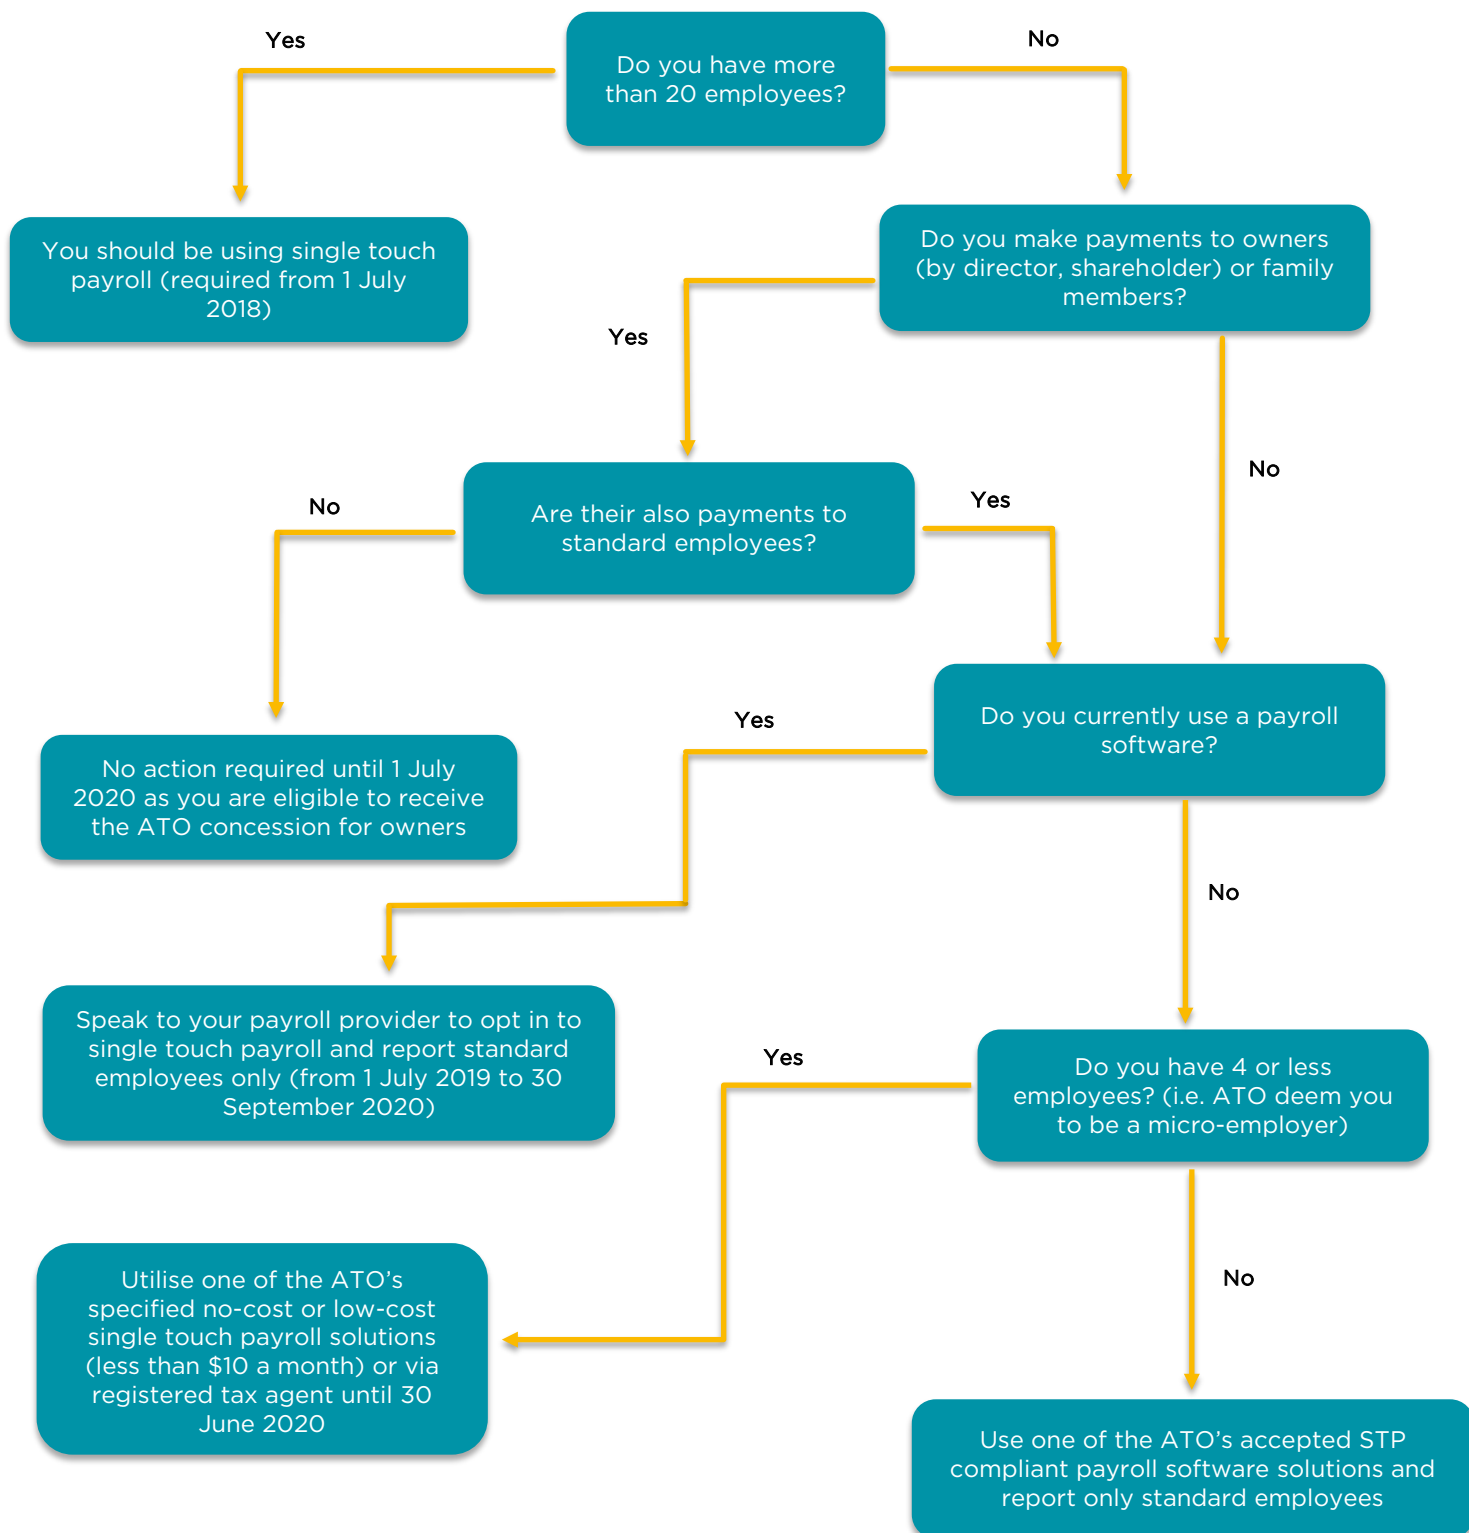 Yes
No
Do you have more
than 20 employees?
You should be using single touch
payroll (required from 1 July
2018)
Do you make payments to owners
(by director, shareholder) or family
members?
Yes
No
No
Yes
Are their also payments to
standard employees?
Yes
Do you currently use a payroll
software?
No action required until 1 July
2020 as you are eligible to receive
the ATO concession for owners
No
Speak to your payroll provider to opt in to
single touch payroll and report standard
employees only (from 1 July 2019 to 30
September 2020)
Yes
Do you have 4 or less
employees? (i.e. ATO deem you
to be a micro-employer)
No
Utilise one of the ATO’s
specified no-cost or low-cost
single touch payroll solutions
(less than $10 a month) or via
registered tax agent until 30
June 2020
Use one of the ATO’s accepted STP
compliant payroll software solutions and
report only standard employees